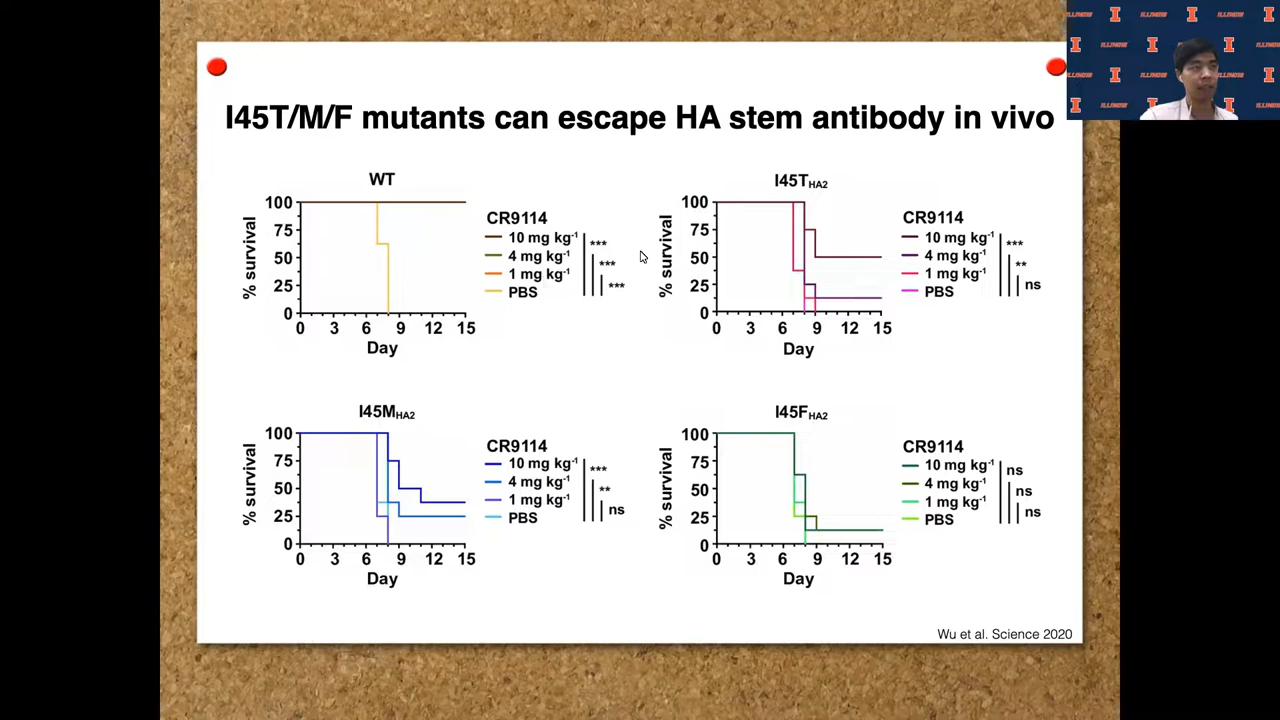 I45T/M/F mutants can escape HA stem antibody in vivo
WT
% survival
100
75
50
25
0
0 3 6 9 12 15
Day
CR9114
10 mg kg⁻¹
4 mg kg⁻¹
1 mg kg⁻¹
PBS
***
***
***
I45T HA2
% survival
100
75
50
25
0
0 3 6 9 12 15
Day
CR9114
10 mg kg⁻¹
4 mg kg⁻¹
1 mg kg⁻¹
PBS
***
**
ns
I45M HA2
% survival
100
75
50
25
0
0 3 6 9 12 15
Day
CR9114
10 mg kg⁻¹
4 mg kg⁻¹
1 mg kg⁻¹
PBS
***
**
ns
I45F HA2
% survival
100
75
50
25
0
0 3 6 9 12 15
Day
CR9114
10 mg kg⁻¹
4 mg kg⁻¹
1 mg kg⁻¹
PBS
ns
ns
ns
Wu et al. Science 2020
ILLINOIS